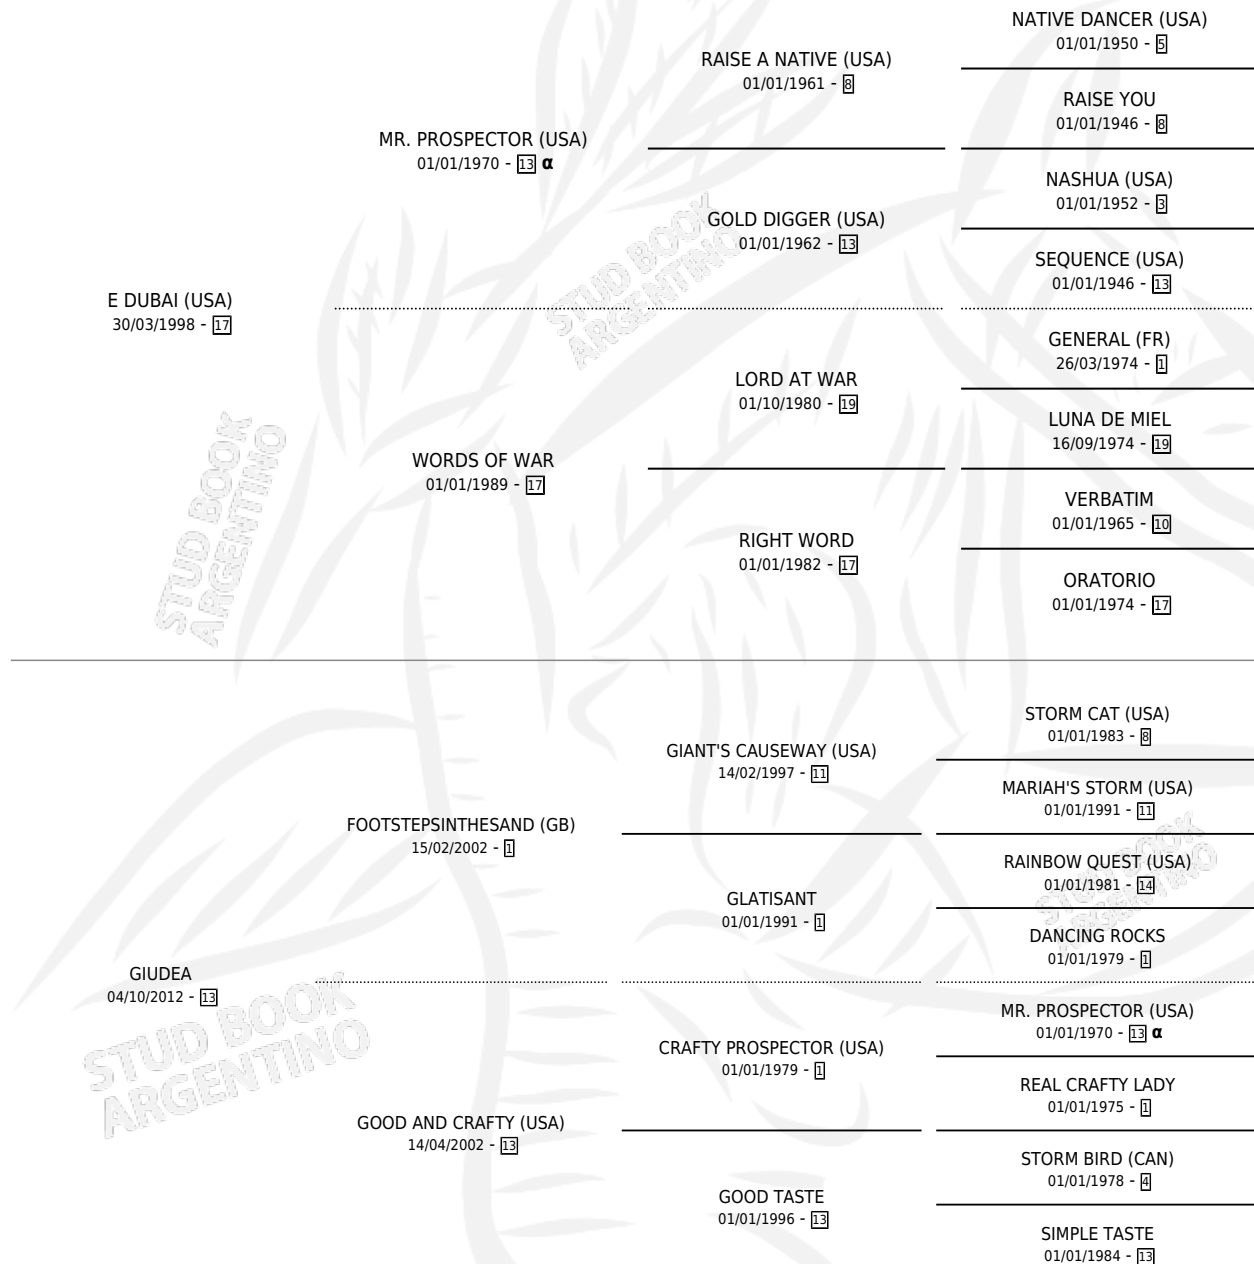 NATIVE DANCER (USA)
01/01/1950 - 5
RAISE A NATIVE (USA)
01/01/1961 - 8
RAISE YOU
01/01/1946 - 8
MR. PROSPECTOR (USA)
01/01/1970 - 13 α
NASHUA (USA)
01/01/1952 - 3
GOLD DIGGER (USA)
01/01/1962 - 13
SEQUENCE (USA)
01/01/1946 - 13
E DUBAI (USA)
30/03/1998 - 17
STUD BOOK
ARGENTINO
GENERAL (FR)
26/03/1974 - 1
LORD AT WAR
01/10/1980 - 19
LUNA DE MIEL
16/09/1974 - 19
WORDS OF WAR
01/01/1989 - 17
VERBATIM
01/01/1965 - 10
RIGHT WORD
01/01/1982 - 17
ORATORIO
01/01/1974 - 17
STUD BOOK
ARGENTINO
STORM CAT (USA)
01/01/1983 - 8
GIANT'S CAUSEWAY (USA)
14/02/1997 - 11
MARIAH'S STORM (USA)
01/01/1991 - 11
FOOTSTEPSINTHESAND (GB)
15/02/2002 - 1
RAINBOW QUEST (USA)
01/01/1981 - 14
STUD BOOK
ARGENTINO
GLATISANT
01/01/1991 - 1
DANCING ROCKS
01/01/1979 - 1
GIUDEA
04/10/2012 - 13
STUD BOOK
ARGENTINO
MR. PROSPECTOR (USA)
01/01/1970 - 13 α
CRAFTY PROSPECTOR (USA)
01/01/1979 - 1
REAL CRAFTY LADY
01/01/1975 - 1
GOOD AND CRAFTY (USA)
14/04/2002 - 13
STORM BIRD (CAN)
01/01/1978 - 4
GOOD TASTE
01/01/1996 - 13
SIMPLE TASTE
01/01/1984 - 13